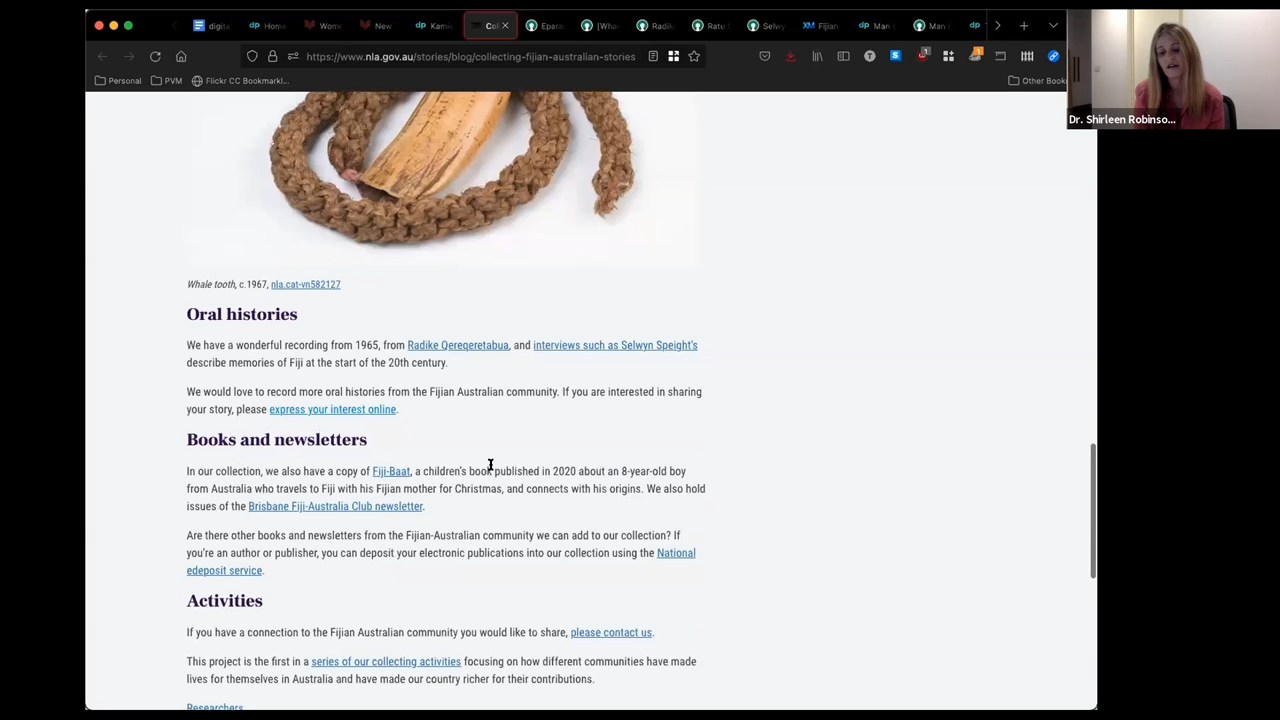 digita
Home
Wome
New
Kamle
Col
Epara
[Wha
Radik
Ratu
Selwy
Fijian
Man
Man
https://www.nla.gov.au/stories/blog/collecting-fijian-australian-stories
Personal
PVM
Flickr CC Bookmarkl...
Other Book
Dr. Shirleen Robinso...
Whale tooth, c.1967, nla.cat-vn582127
Oral histories
We have a wonderful recording from 1965, from Radike Qereqeretabua, and interviews such as Selwyn Speight's
describe memories of Fiji at the start of the 20th century.
We would love to record more oral histories from the Fijian Australian community. If you are interested in sharing
your story, please express your interest online.
Books and newsletters
In our collection, we also have a copy of Fiji-Baat, a children's book published in 2020 about an 8-year-old boy
from Australia who travels to Fiji with his Fijian mother for Christmas, and connects with his origins. We also hold
issues of the Brisbane Fiji-Australia Club newsletter.
Are there other books and newsletters from the Fijian-Australian community we can add to our collection? If
you're an author or publisher, you can deposit your electronic publications into our collection using the National
edeposit service.
Activities
If you have a connection to the Fijian Australian community you would like to share, please contact us.
This project is the first in a series of our collecting activities focusing on how different communities have made
lives for themselves in Australia and have made our country richer for their contributions.
Researchers